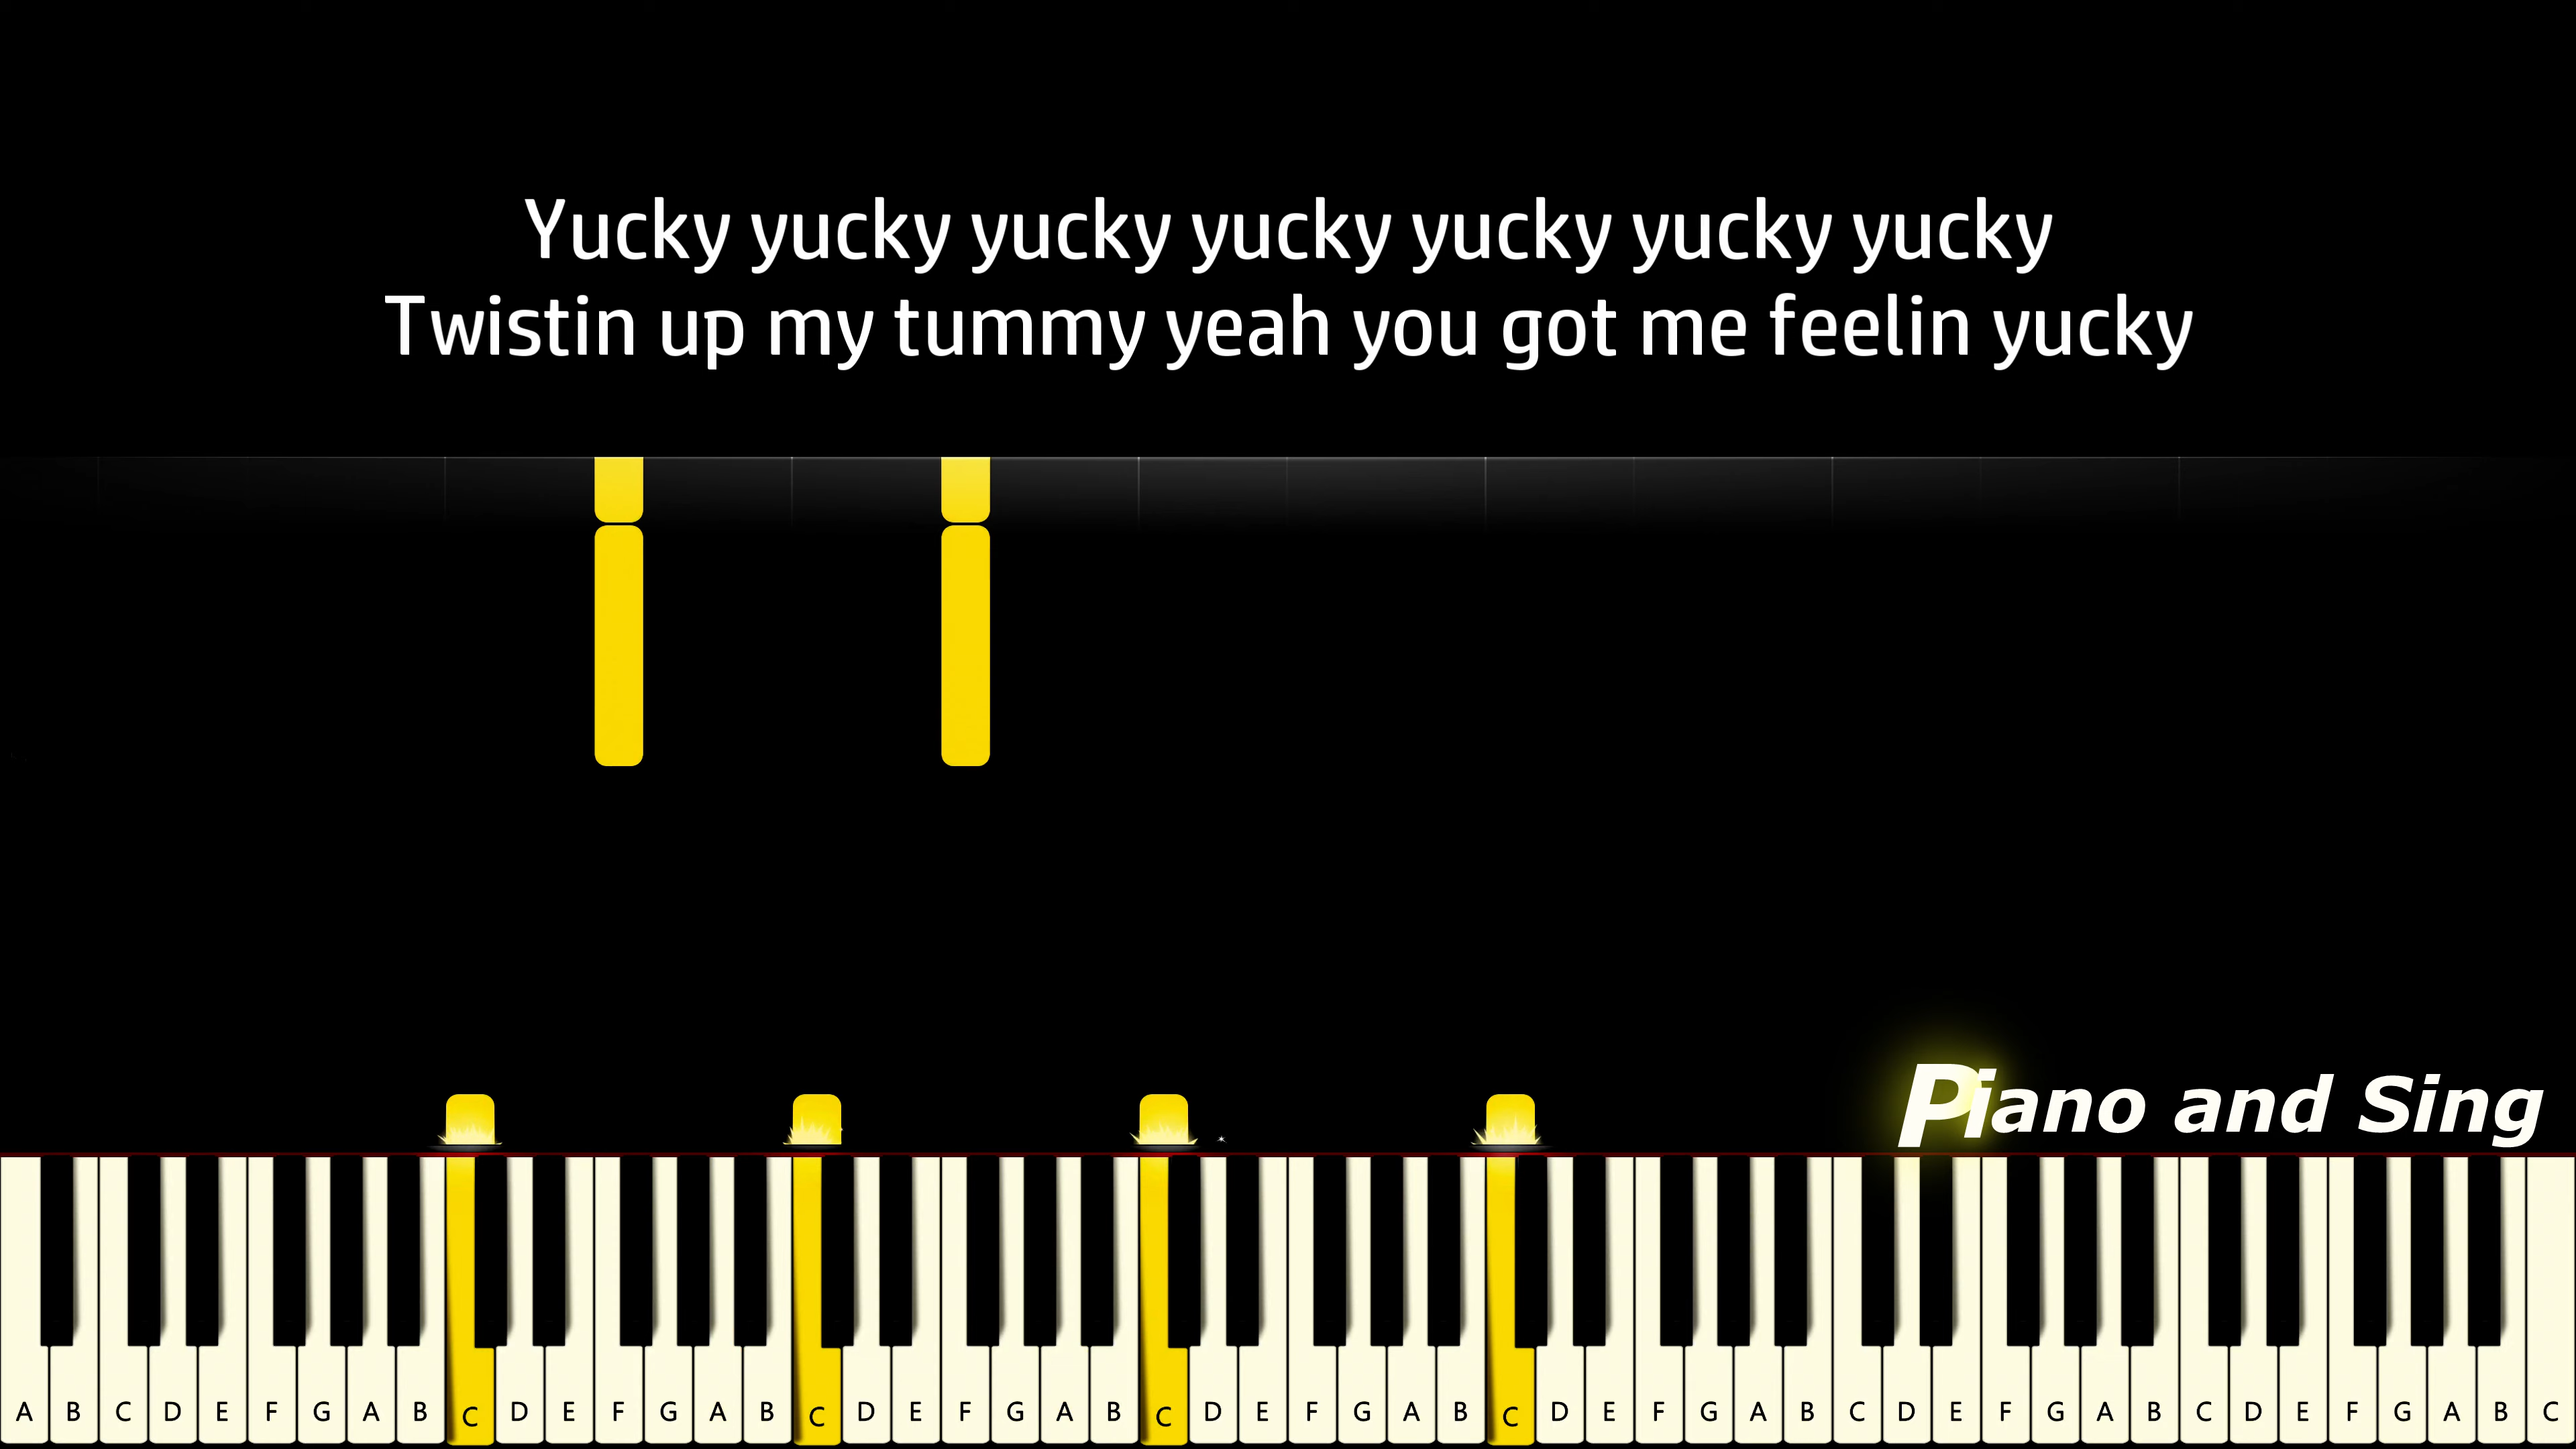 Yucky yucky yucky yucky yucky yucky yucky
Twistin up my tummy yeah you got me feelin yucky
Piano and Sing
A B C D E F G A B C D E F G A B C D E F G A B C D E F G A B C D E F G A B C D E F G A B C D E F G A B C